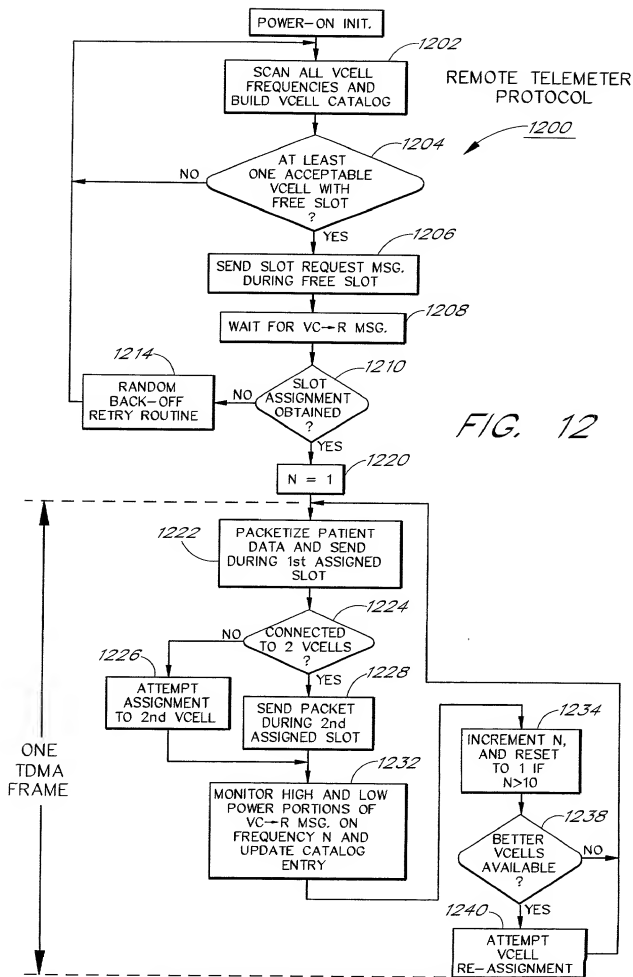 POWER-ON INIT.
1202
SCAN ALL VCELL
FREQUENCIES AND
BUILD VCELL CATALOG
REMOTE TELEMETER
PROTOCOL
1200
1204
AT LEAST
ONE ACCEPTABLE
VCELL WITH
FREE SLOT
?
NO
YES
1206
SEND SLOT REQUEST MSG.
DURING FREE SLOT
1208
WAIT FOR VC→R MSG.
1210
SLOT
ASSIGNMENT
OBTAINED
?
NO
YES
1214
RANDOM
BACK-OFF
RETRY ROUTINE
FIG. 12
1220
N = 1
1222
PACKETIZE PATIENT
DATA AND SEND
DURING 1st ASSIGNED
SLOT
1224
CONNECTED
TO 2 VCELLS
?
NO
YES
1226
ATTEMPT
ASSIGNMENT
TO 2nd VCELL
1228
SEND PACKET
DURING 2nd
ASSIGNED SLOT
1232
MONITOR HIGH AND LOW
POWER PORTIONS OF
VC→R MSG. ON
FREQUENCY N AND
UPDATE CATALOG
ENTRY
1234
INCREMENT N,
AND RESET
TO 1 IF
N>10
1238
BETTER
VCELLS
AVAILABLE
?
NO
YES
1240
ATTEMPT
VCELL
RE-ASSIGNMENT
ONE
TDMA
FRAME